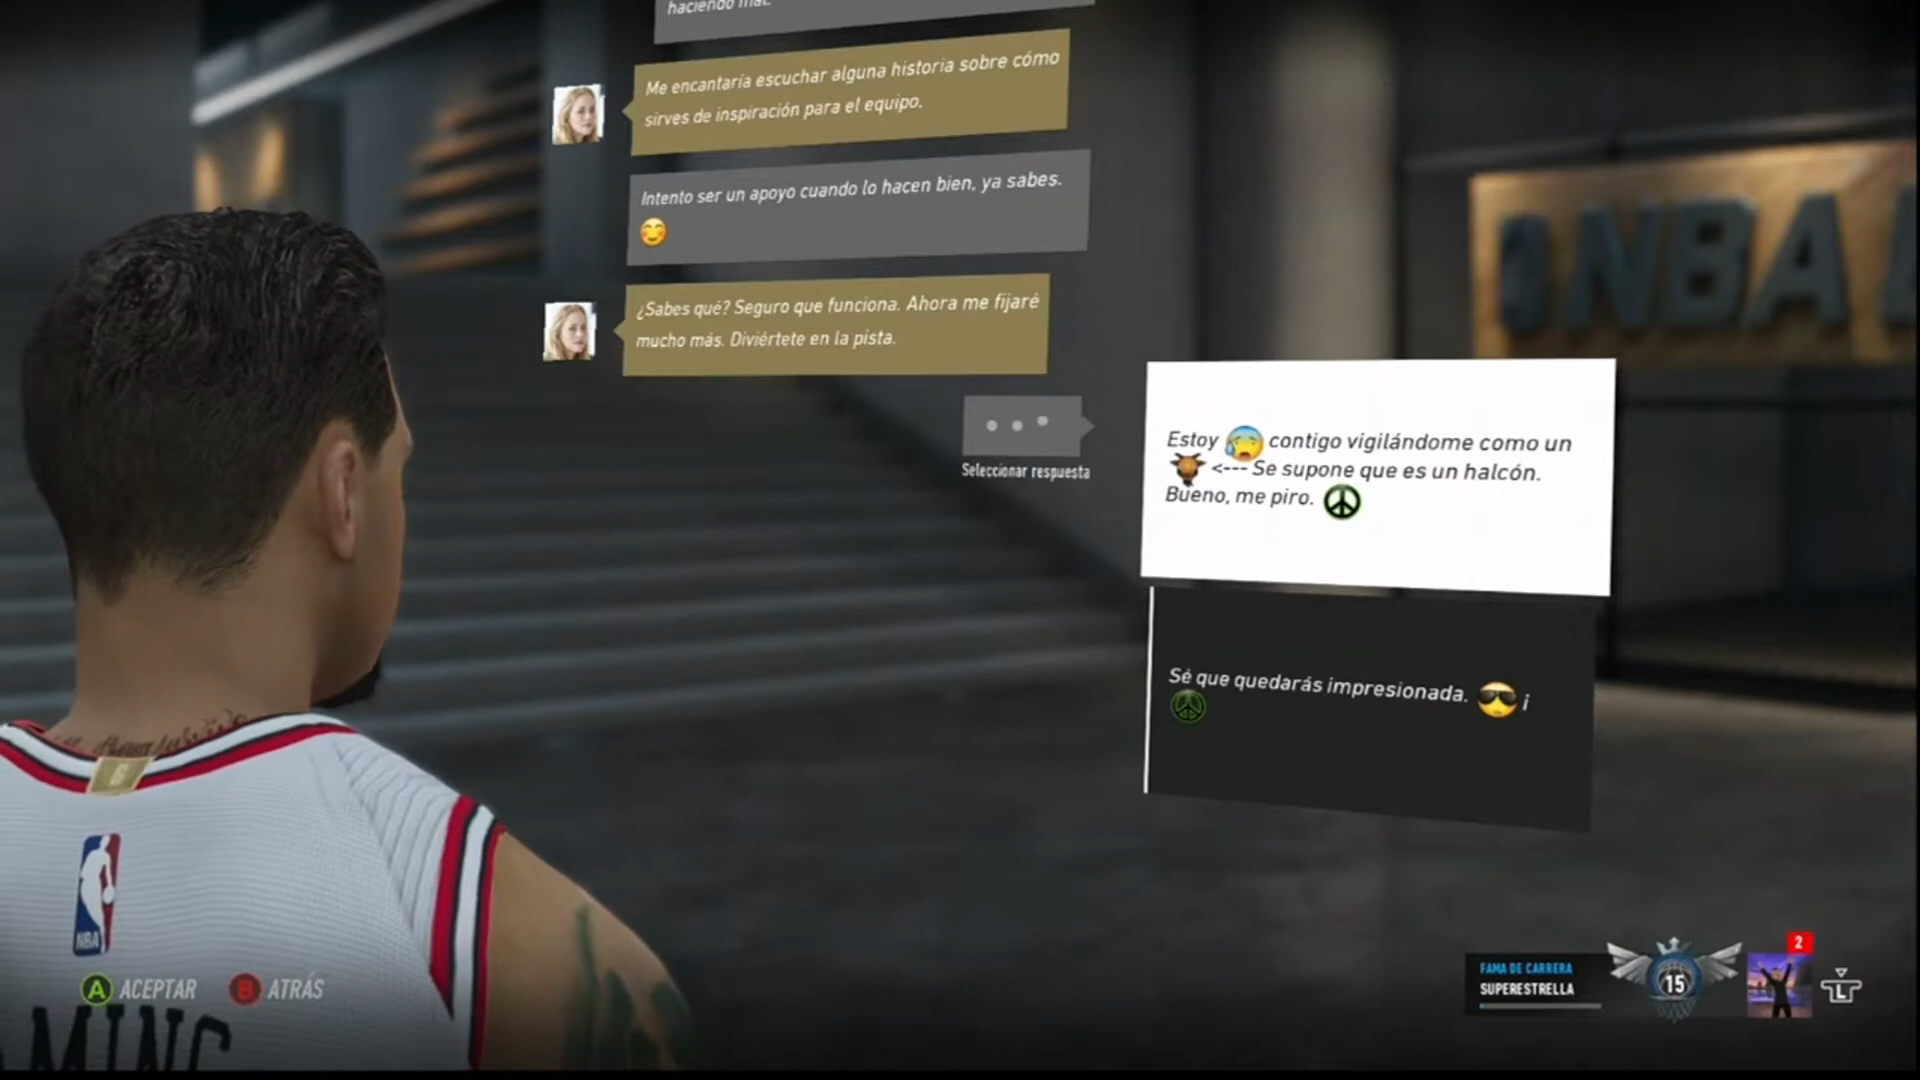 haciendo mal.
Me encantaría escuchar alguna historia sobre cómo
sirves de inspiración para el equipo.
Intento ser un apoyo cuando lo hacen bien, ya sabes.
¿Sabes qué? Seguro que funciona. Ahora me fijaré
mucho más. Diviértete en la pista.
Seleccionar respuesta
Estoy contigo vigilándome como un
<--- Se supone que es un halcón.
Bueno, me piro.
Sé que quedarás impresionada. ¡
NBA
NBA
A ACEPTAR B ATRÁS
MING
FAMA DE CARRERA
SUPERESTRELLA
15
2
L